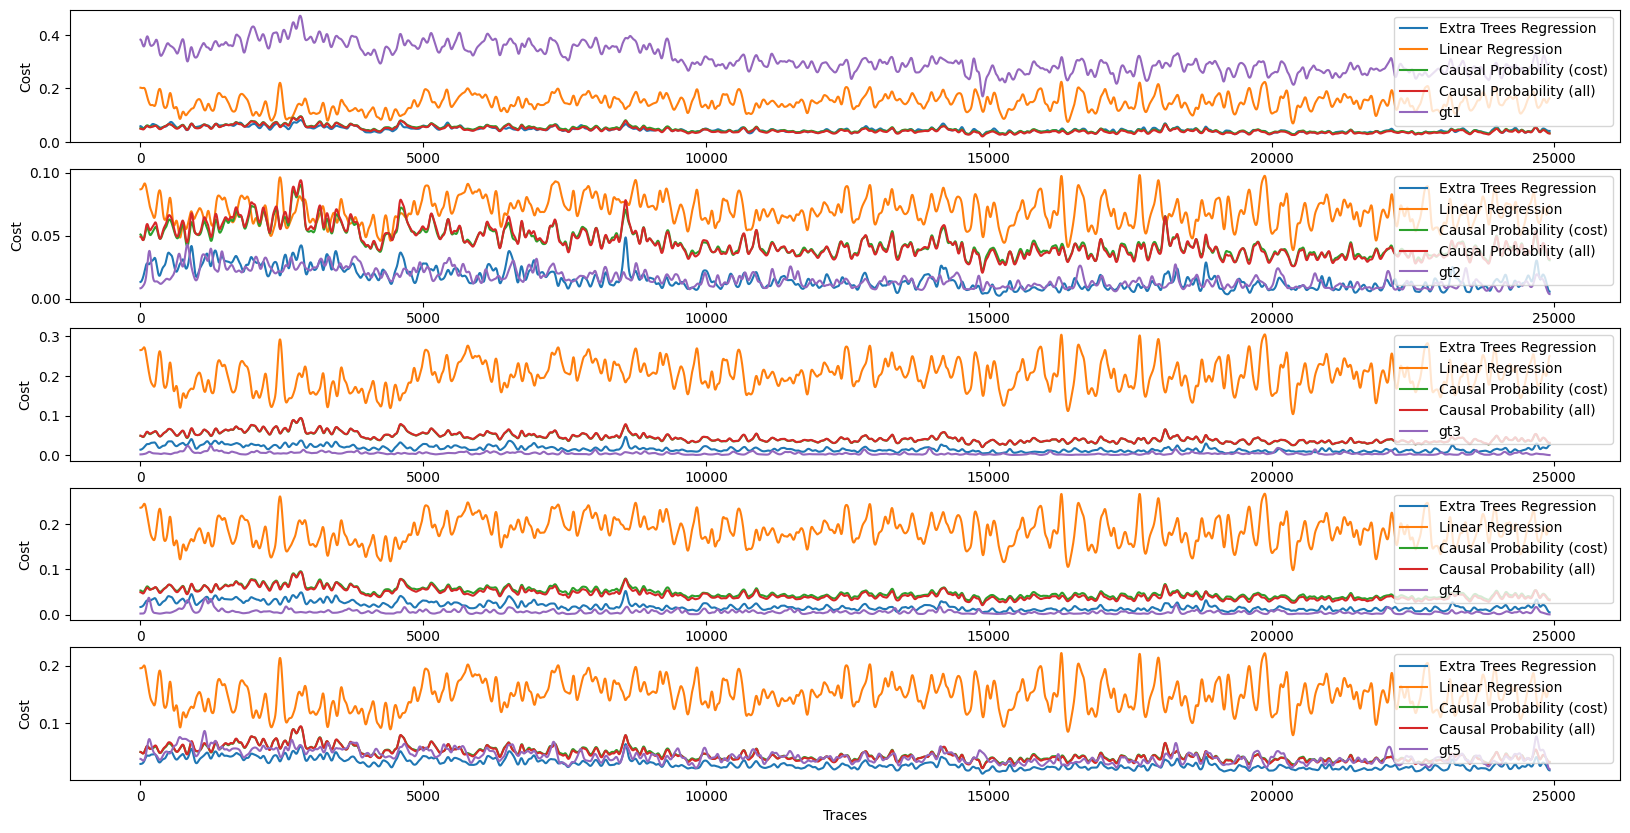 Cost
0.4
0.2
0.0
Extra Trees Regression
Linear Regression
Causal Probability (cost)
Causal Probability (all)
gt1
0 5000 10000 15000 20000 25000
Cost
0.10
0.05
0.00
Extra Trees Regression
Linear Regression
Causal Probability (cost)
Causal Probability (all)
gt2
0 5000 10000 15000 20000 25000
Cost
0.3
0.2
0.1
0.0
Extra Trees Regression
Linear Regression
Causal Probability (cost)
Causal Probability (all)
gt3
0 5000 10000 15000 20000 25000
Cost
0.2
0.1
0.0
Extra Trees Regression
Linear Regression
Causal Probability (cost)
Causal Probability (all)
gt4
0 5000 10000 15000 20000 25000
Cost
0.2
0.1
Extra Trees Regression
Linear Regression
Causal Probability (cost)
Causal Probability (all)
gt5
0 5000 10000 15000 20000 25000
Traces